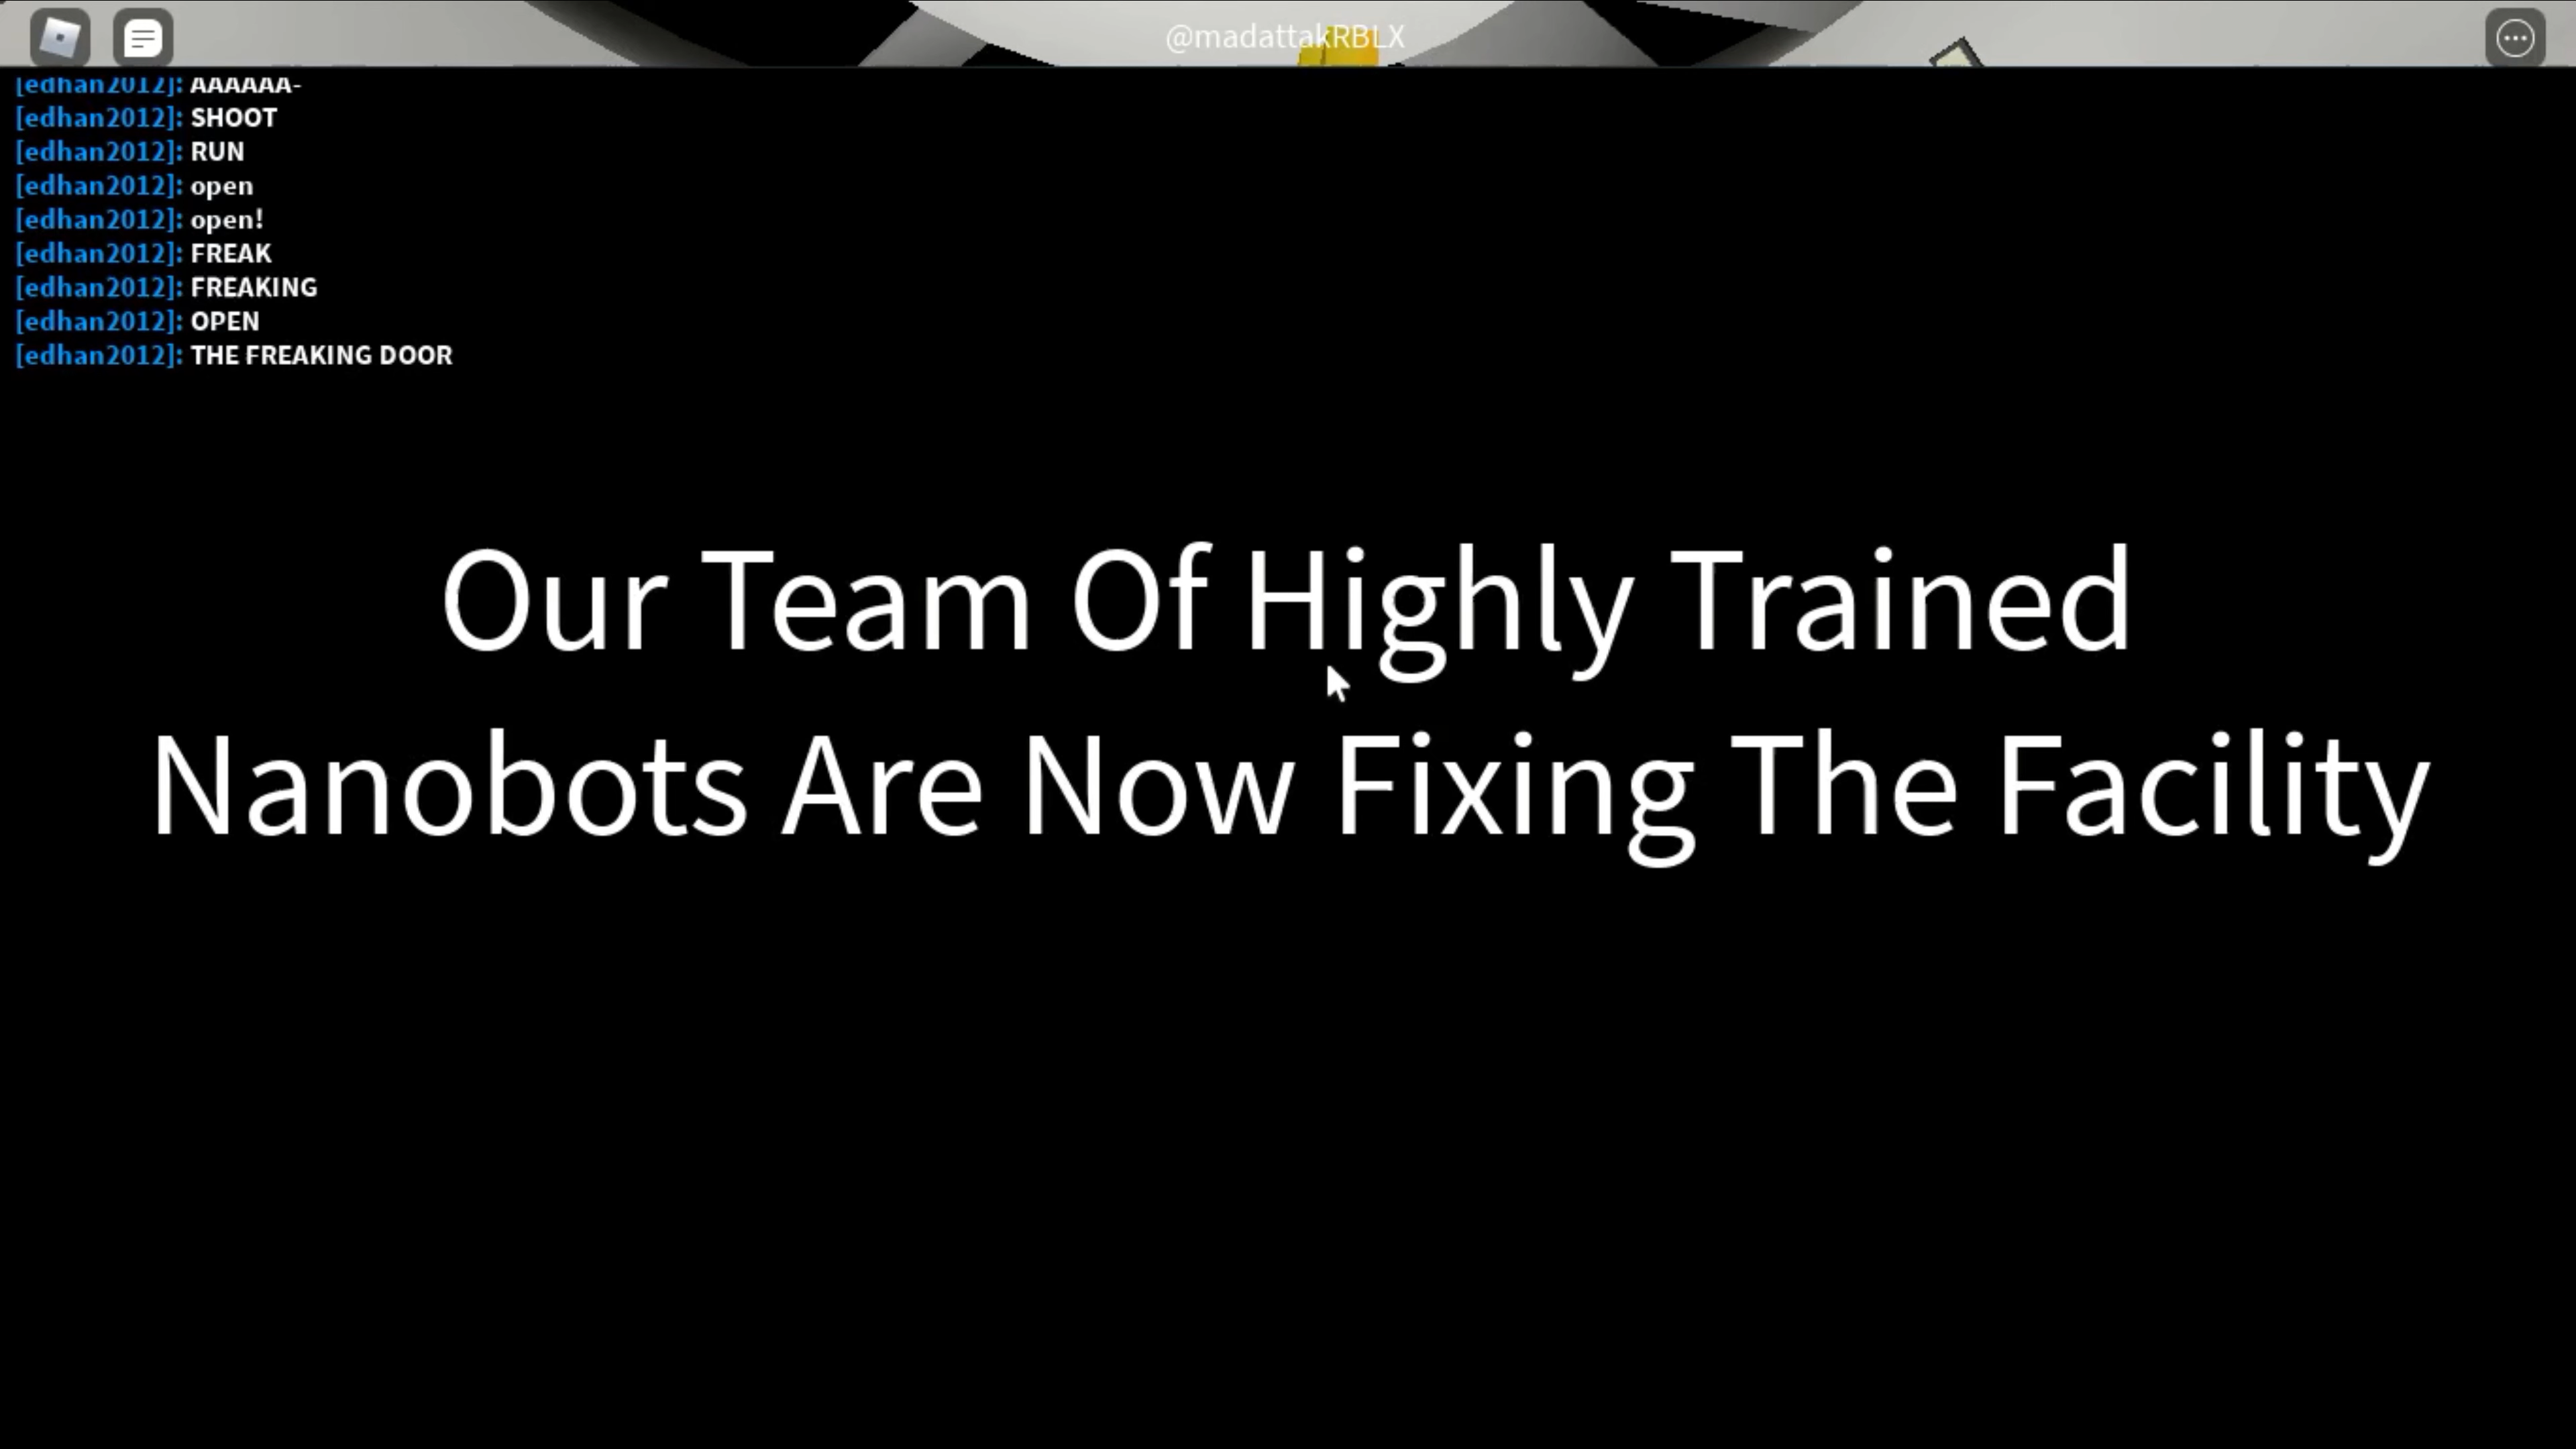 @madattakRBLX
[edhan2012]: AAAAAA-
[edhan2012]: SHOOT
[edhan2012]: RUN
[edhan2012]: open
[edhan2012]: open!
[edhan2012]: FREAK
[edhan2012]: FREAKING
[edhan2012]: OPEN
[edhan2012]: THE FREAKING DOOR
Our Team Of Highly Trained
Nanobots Are Now Fixing The Facility